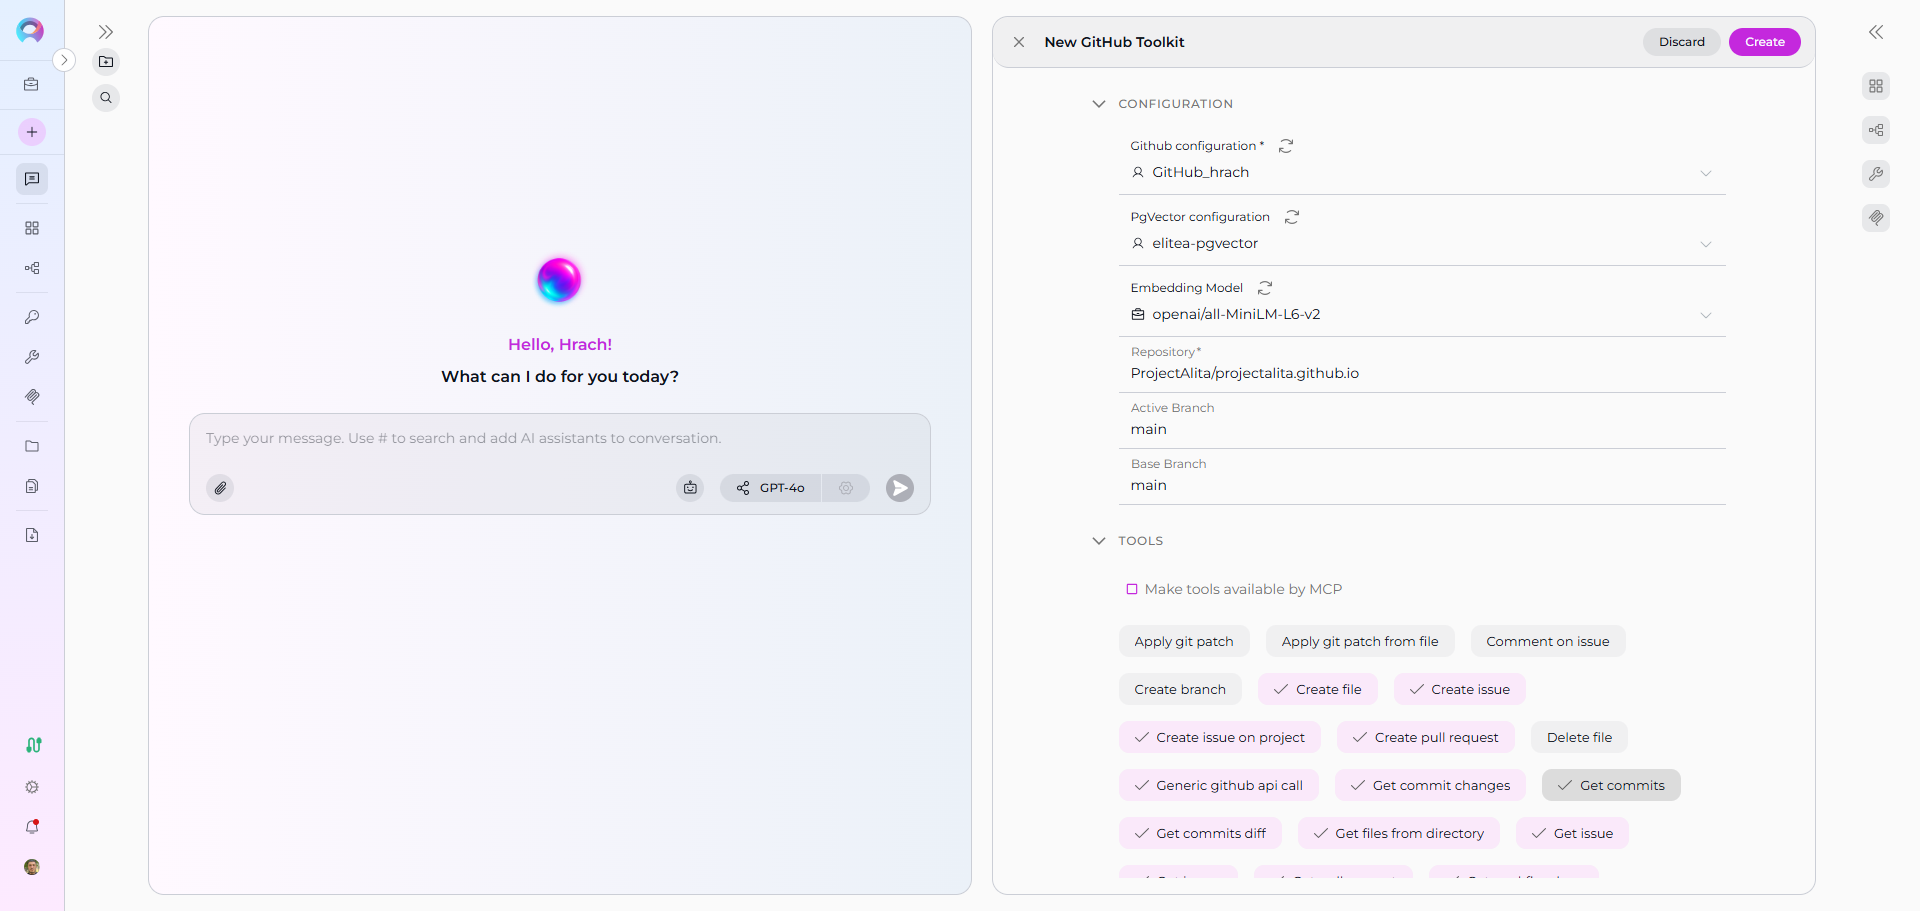 Hello, Hrach!
What can I do for you today?
Type your message. Use # to search and add AI assistants to conversation.
GPT-4o
New GitHub Toolkit
Discard
Create
CONFIGURATION
Github configuration *
GitHub_hrach
PgVector configuration
elitea-pgvector
Embedding Model
openai/all-MiniLM-L6-v2
Repository*
ProjectAlita/projectalita.github.io
Active Branch
main
Base Branch
main
TOOLS
Make tools available by MCP
Apply git patch
Apply git patch from file
Comment on issue
Create branch
Create file
Create issue
Create issue on project
Create pull request
Delete file
Generic github api call
Get commit changes
Get commits
Get commits diff
Get files from directory
Get issue